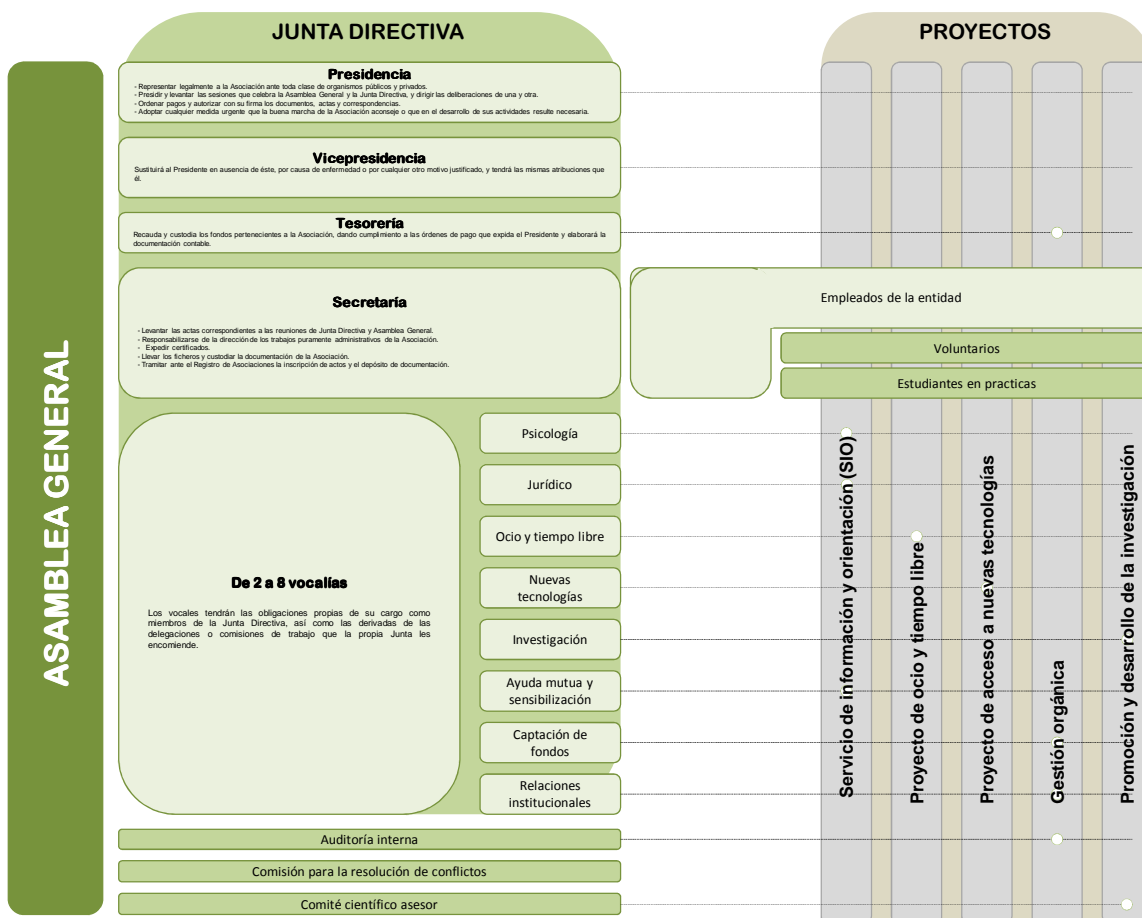 JUNTA DIRECTIVA
PROYECTOS
ASAMBLEA GENERAL
Presidencia
- Representar legalmente a la Asociación ante toda clase de organismos públicos y privados.
- Presidir y levantar las sesiones que celebra la Asamblea General y la Junta Directiva, y dirigir las deliberaciones de una y otra.
- Ordenar pagos y autorizar con su firma los documentos, actas y correspondencias.
- Adoptar cualquier medida urgente que la buena marcha de la Asociación aconseje o que en el desarrollo de sus actividades resulte necesaria.
Vicepresidencia
Sustituirá al Presidente en ausencia de éste, por causa de enfermedad o por cualquier otro motivo justificado, y tendrá las mismas atribuciones que
él.
Tesorería
Recauda y custodia los fondos pertenecientes a la Asociación, dando cumplimiento a las órdenes de pago que expida el Presidente y elaborará la
documentación contable.
Secretaría
- Levantar las actas correspondientes a las reuniones de Junta Directiva y Asamblea General.
- Responsabilizarse de la dirección de los trabajos puramente administrativos de la Asociación.
- Expedir certificados.
- Llevar los ficheros y custodiar la documentación de la Asociación.
- Tramitar ante el Registro de Asociaciones la inscripción de actos y el depósito de documentación.
Empleados de la entidad
Voluntarios
Estudiantes en practicas
De 2 a 8 vocalías
Los vocales tendrán las obligaciones propias de su cargo como
miembros de la Junta Directiva, así como las derivadas de las
delegaciones o comisiones de trabajo que la propia Junta les
encomiende.
Psicología
Jurídico
Ocio y tiempo libre
Nuevas
tecnologías
Investigación
Ayuda mutua y
sensibilización
Captación de
fondos
Relaciones
institucionales
Servicio de información y orientación (SIO)
Proyecto de ocio y tiempo libre
Proyecto de acceso a nuevas tecnologías
Gestión orgánica
Promoción y desarrollo de la investigación
Auditoría interna
Comisión para la resolución de conflictos
Comité científico asesor